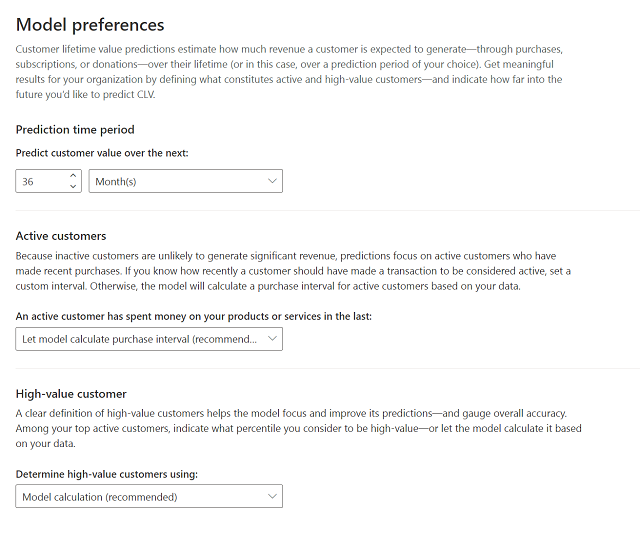 Model preferences
Customer lifetime value predictions estimate how much revenue a customer is expected to generate—through purchases,
subscriptions, or donations—over their lifetime (or in this case, over a prediction period of your choice). Get meaningful
results for your organization by defining what constitutes active and high-value customers—and indicate how far into the
future you'd like to predict CLV.
Prediction time period
Predict customer value over the next:
36 Month(s)
Active customers
Because inactive customers are unlikely to generate significant revenue, predictions focus on active customers who have
made recent purchases. If you know how recently a customer should have made a transaction to be considered active, set a
custom interval. Otherwise, the model will calculate a purchase interval for active customers based on your data.
An active customer has spent money on your products or services in the last:
Let model calculate purchase interval (recommend...
High-value customer
A clear definition of high-value customers helps the model focus and improve its predictions—and gauge overall accuracy.
Among your top active customers, indicate what percentile you consider to be high-value—or let the model calculate it based
on your data.
Determine high-value customers using:
Model calculation (recommended)